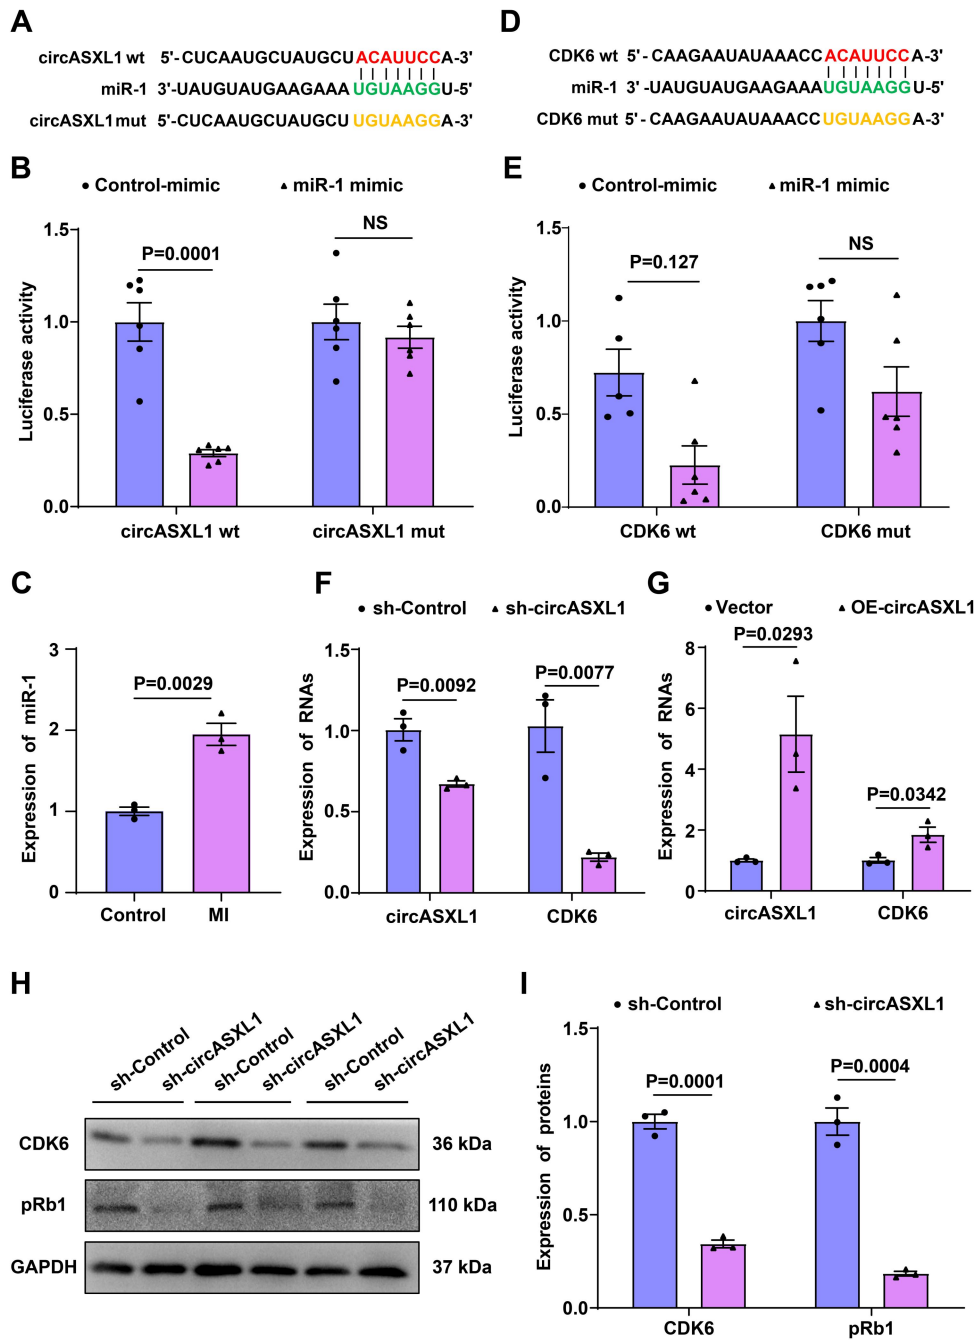 A
circASXL1 wt 5'-CUCAAUGCUAUGCUACAUUCCA-3'
miR-1 3'-UAUGUAUGAAGAAAUGUAAGGU-5'
circASXL1mut 5'-CUCAAUGCUAUGCUUGUAAGGA-3'
D
CDK6 wt 5'-CAAGAAUAUAAACCACAUUCCA-3'
miR-1 3'-UAUGUAUGAAGAAAUGUAAGGU-5'
CDK6 mut 5'-CAAGAAUAUAAACCUGUAAGGA-3'
B
Control-mimic miR-1 mimic
Luciferase activity
1.5
1.0
0.5
0.0
P=0.0001
NS
circASXL1 wt circASXL1 mut
E
Control-mimic miR-1 mimic
Luciferase activity
1.5
1.0
0.5
0.0
P=0.127
NS
CDK6 wt CDK6 mut
C
Expression of miR-1
3
2
1
0
P=0.0029
Control MI
F
sh-Control sh-circASXL1
Expression of RNAs
1.5
1.0
0.5
0.0
P=0.0092
P=0.0077
circASXL1 CDK6
G
Vector OE-circASXL1
Expression of RNAs
8
6
4
2
0
P=0.0293
P=0.0342
circASXL1 CDK6
H
sh-Control sh-circASXL1 sh-Control sh-circASXL1 sh-Control sh-circASXL1
CDK6 36 kDa
pRb1 110 kDa
GAPDH 37 kDa
I
sh-Control sh-circASXL1
Expression of proteins
1.5
1.0
0.5
0.0
P=0.0001
P=0.0004
CDK6 pRb1